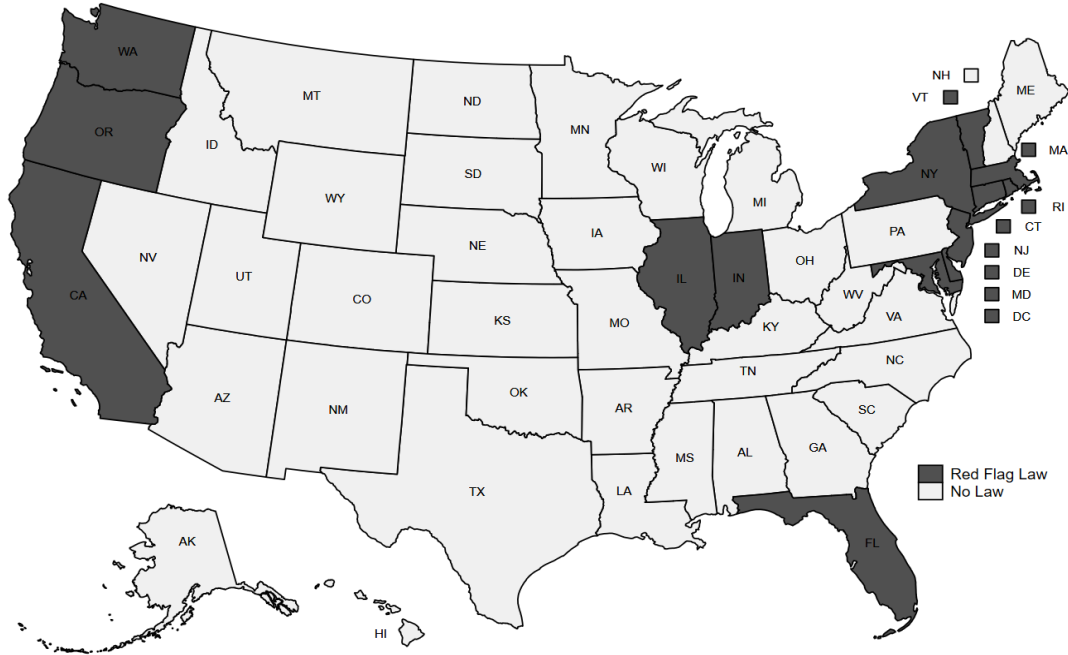 WA
NH
ME
VT
MT
ND
MN
OR
ID
MA
SD
WI
NY
WY
MI
RI
CT
PA
IA
NE
NV
OH
NJ
UT
IN
DE
CA
IL
CO
WV
MD
KS
MO
VA
DC
KY
NC
TN
OK
AZ
AR
NM
SC
GA
MS
AL
Red Flag Law
TX
LA
No Law
AK
FL
HI